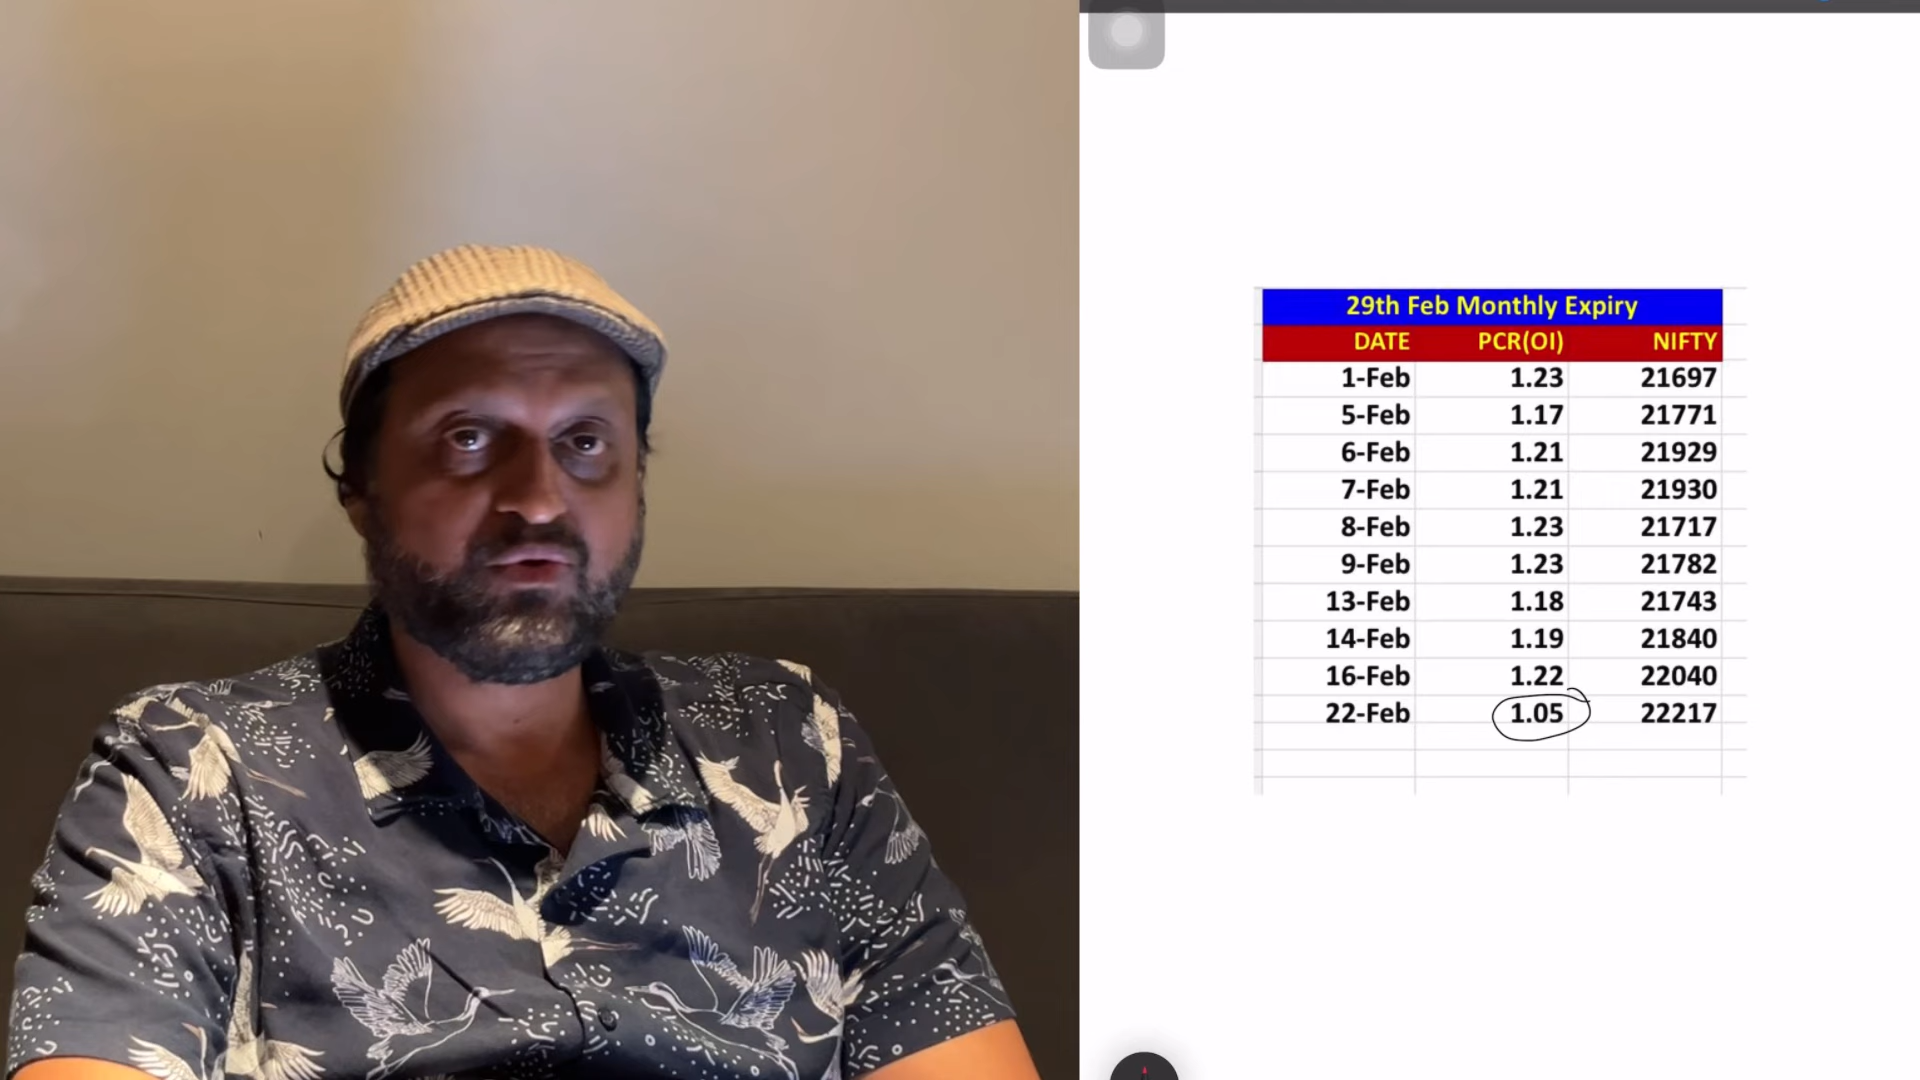 29th Feb Monthly Expiry
DATE PCR(OI) NIFTY
1-Feb 1.23 21697
5-Feb 1.17 21771
6-Feb 1.21 21929
7-Feb 1.21 21930
8-Feb 1.23 21717
9-Feb 1.23 21782
13-Feb 1.18 21743
14-Feb 1.19 21840
16-Feb 1.22 22040
22-Feb 1.05 22217